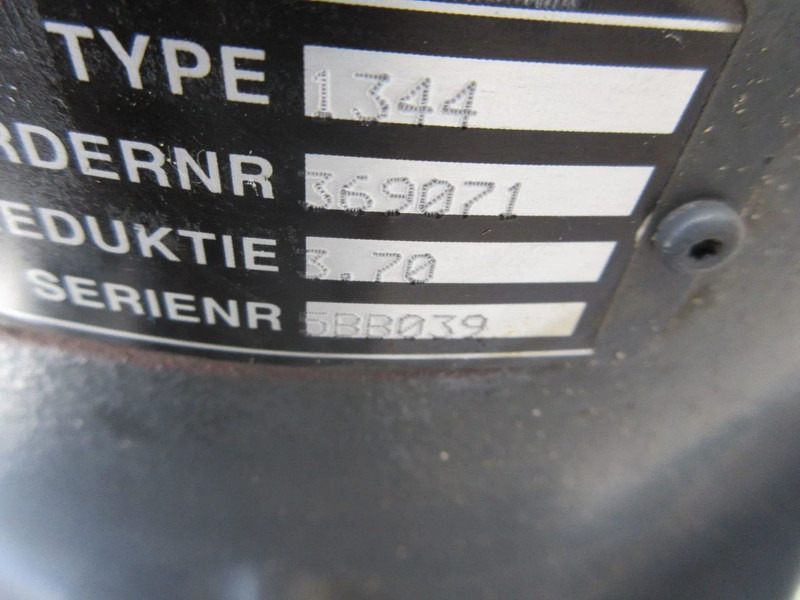 TYPE 1344
RDERNR 369071
EDUKTIE 3.70
SERIENR 5BB039